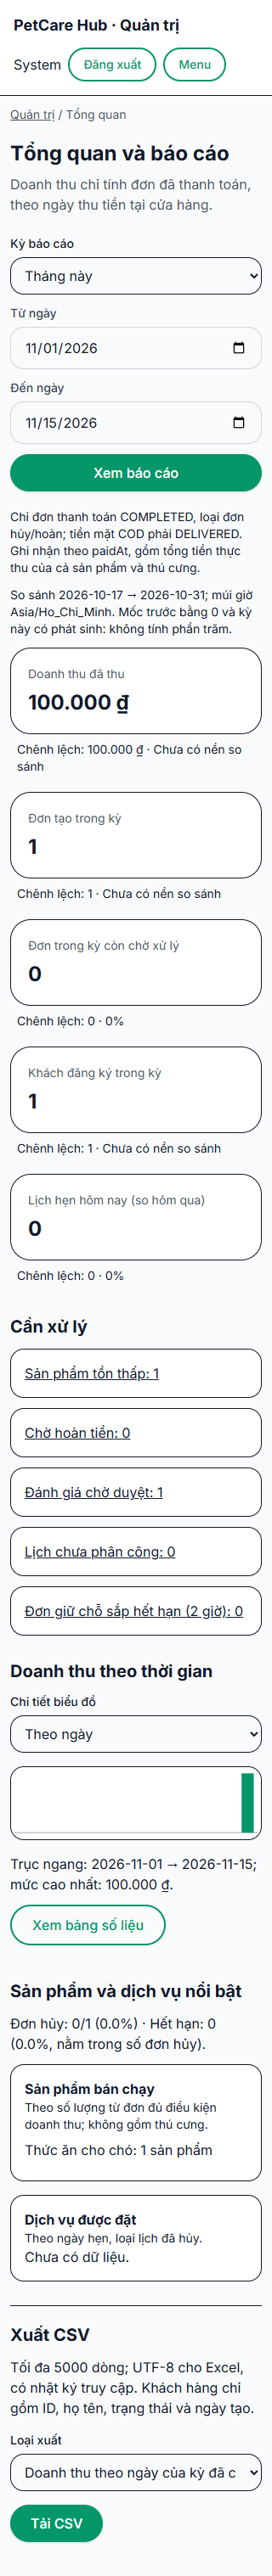 PetCare Hub · Quản trị
System
Đăng xuất
Menu
Quản trị / Tổng quan
Tổng quan và báo cáo
Doanh thu chỉ tính đơn đã thanh toán,
theo ngày thu tiền tại cửa hàng.
Kỳ báo cáo
Tháng này
Từ ngày
11/01/2026
Đến ngày
11/15/2026
Xem báo cáo
Chỉ đơn thanh toán COMPLETED, loại đơn
hủy/hoàn; tiền mặt COD phải DELIVERED.
Ghi nhận theo paidAt, gồm tổng tiền thực
thu của cả sản phẩm và thú cưng.
So sánh 2026-10-17 → 2026-10-31; múi giờ
Asia/Ho_Chi_Minh. Mốc trước bằng 0 và kỳ
này có phát sinh: không tính phần trăm.
Doanh thu đã thu
100.000 ₫
Chênh lệch: 100.000 ₫ · Chưa có nền so
sánh
Đơn tạo trong kỳ
1
Chênh lệch: 1 · Chưa có nền so sánh
Đơn trong kỳ còn chờ xử lý
0
Chênh lệch: 0 · 0%
Khách đăng ký trong kỳ
1
Chênh lệch: 1 · Chưa có nền so sánh
Lịch hẹn hôm nay (so hôm qua)
0
Chênh lệch: 0 · 0%
Cần xử lý
Sản phẩm tồn thấp: 1
Chờ hoàn tiền: 0
Đánh giá chờ duyệt: 1
Lịch chưa phân công: 0
Đơn giữ chỗ sắp hết hạn (2 giờ): 0
Doanh thu theo thời gian
Chi tiết biểu đồ
Theo ngày
Trục ngang: 2026-11-01 → 2026-11-15;
mức cao nhất: 100.000 ₫.
Xem bảng số liệu
Sản phẩm và dịch vụ nổi bật
Đơn hủy: 0/1 (0.0%) · Hết hạn: 0
(0.0%, nằm trong số đơn hủy).
Sản phẩm bán chạy
Theo số lượng từ đơn đủ điều kiện
doanh thu; không gồm thú cưng.
Thức ăn cho chó: 1 sản phẩm
Dịch vụ được đặt
Theo ngày hẹn, loại lịch đã hủy.
Chưa có dữ liệu.
Xuất CSV
Tối đa 5000 dòng; UTF-8 cho Excel,
có nhật ký truy cập. Khách hàng chỉ
gồm ID, họ tên, trạng thái và ngày tạo.
Loại xuất
Doanh thu theo ngày của kỳ đã c
Tải CSV